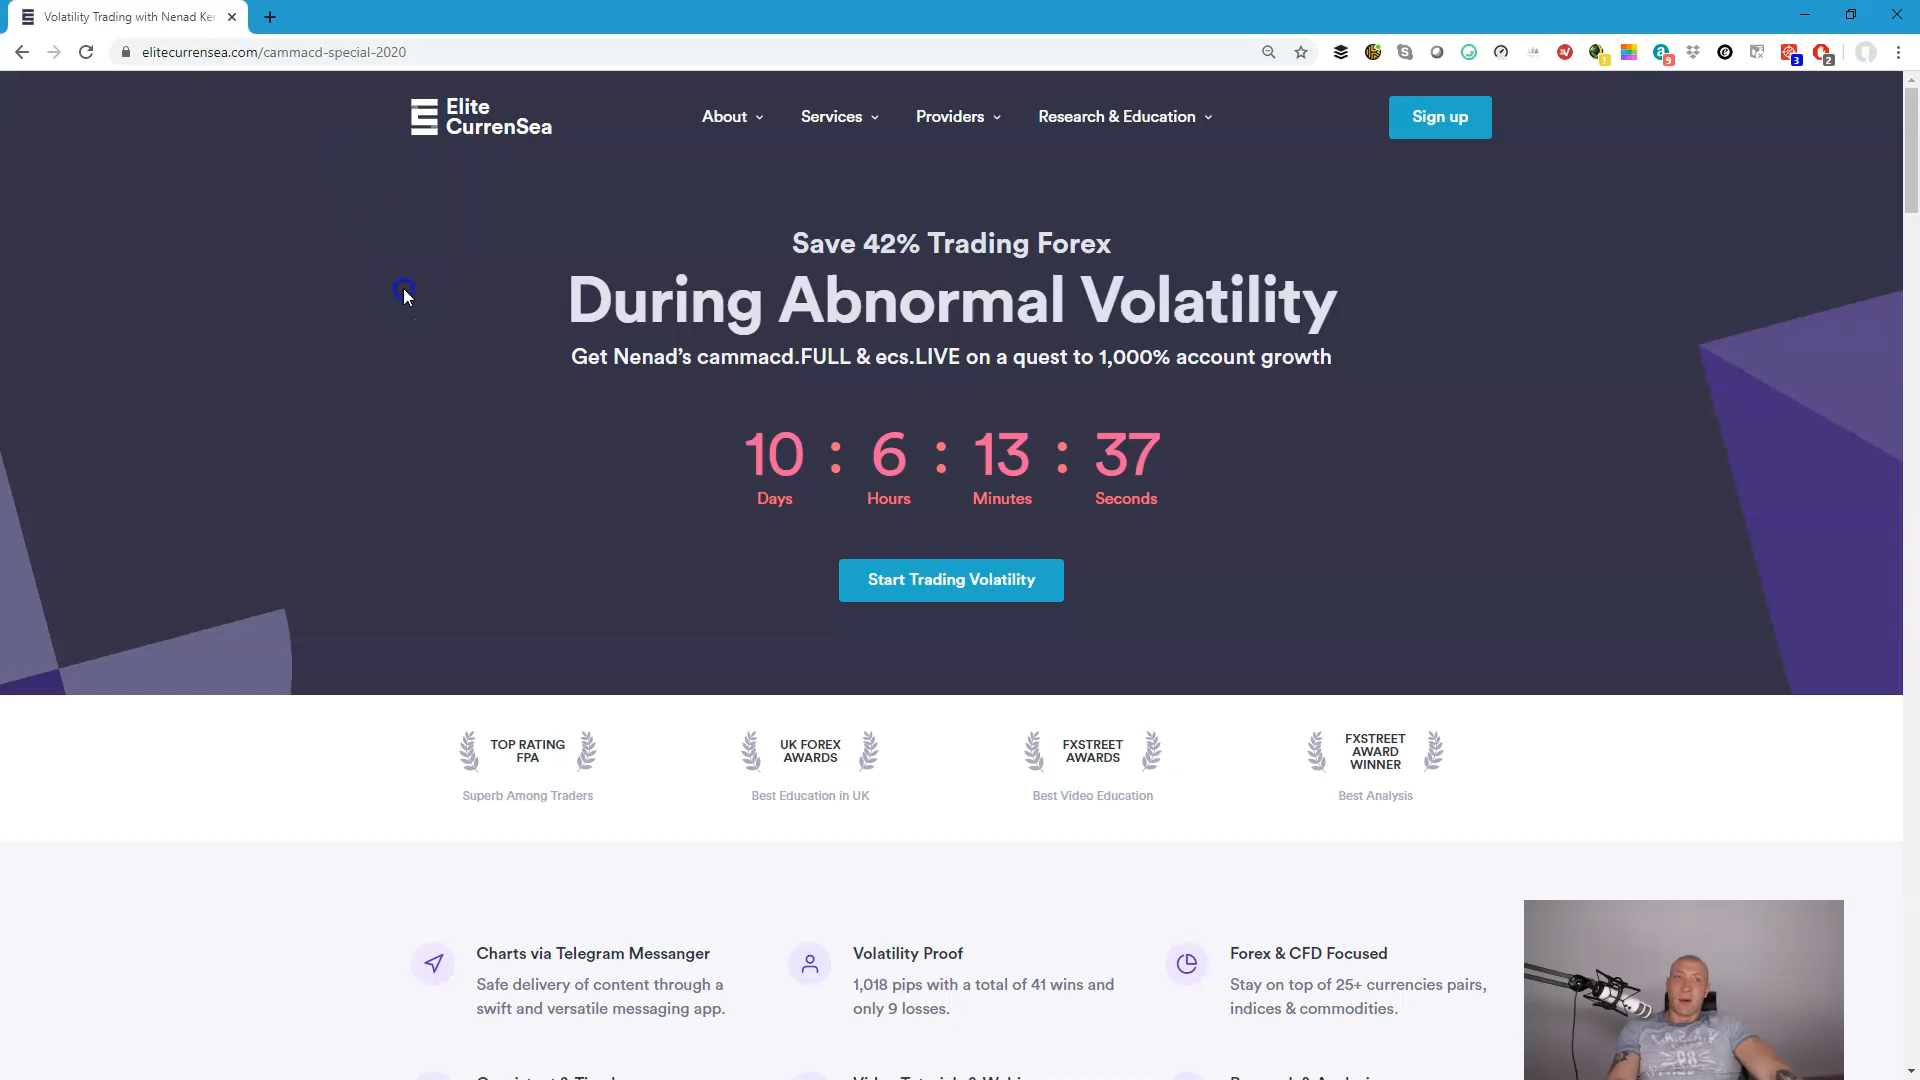 Volatility Trading with Nenad Ker
elitecurrensea.com/cammacd-special-2020
9
3
2
Elite
CurrenSea
About
Services
Providers
Research & Education
Sign up
Save 42% Trading Forex
During Abnormal Volatility
Get Nenad's cammacd.FULL & ecs.LIVE on a quest to 1,000% account growth
10 : 6 : 13 : 37
Days Hours Minutes Seconds
Start Trading Volatility
TOP RATING
FPA
Superb Among Traders
UK FOREX
AWARDS
Best Education in UK
FXSTREET
AWARDS
Best Video Education
FXSTREET
AWARD
WINNER
Best Analysis
Charts via Telegram Messanger
Safe delivery of content through a
swift and versatile messaging app.
Volatility Proof
1,018 pips with a total of 41 wins and
only 9 losses.
Forex & CFD Focused
Stay on top of 25+ currencies pairs,
indices & commodities.